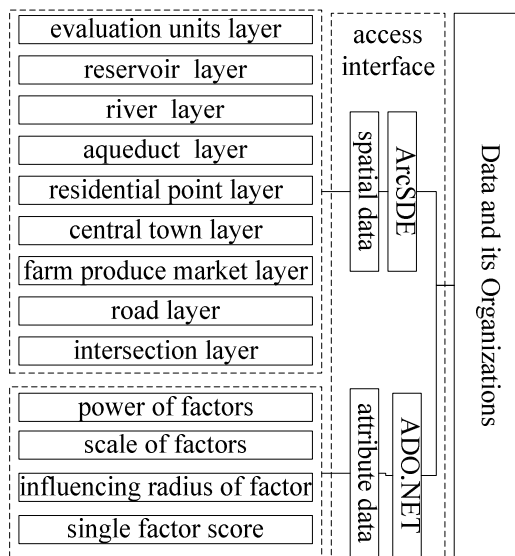 evaluation units layer
reservoir layer
river layer
aqueduct layer
residential point layer
central town layer
farm produce market layer
road layer
intersection layer
power of factors
scale of factors
influencing radius of factor
single factor score
access
interface
spatial data
ArcSDE
attribute data
ADO.NET
Data and its Organizations